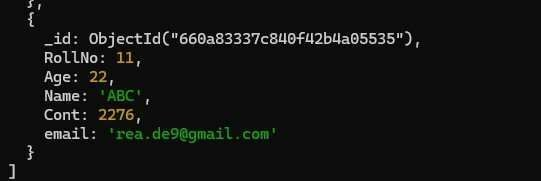 },
{
_id: ObjectId("660a83337c840f42b4a05535"),
RollNo: 11,
Age: 22,
Name: 'ABC',
Cont: 2276,
email: 'rea.de9@gmail.com'
}
]